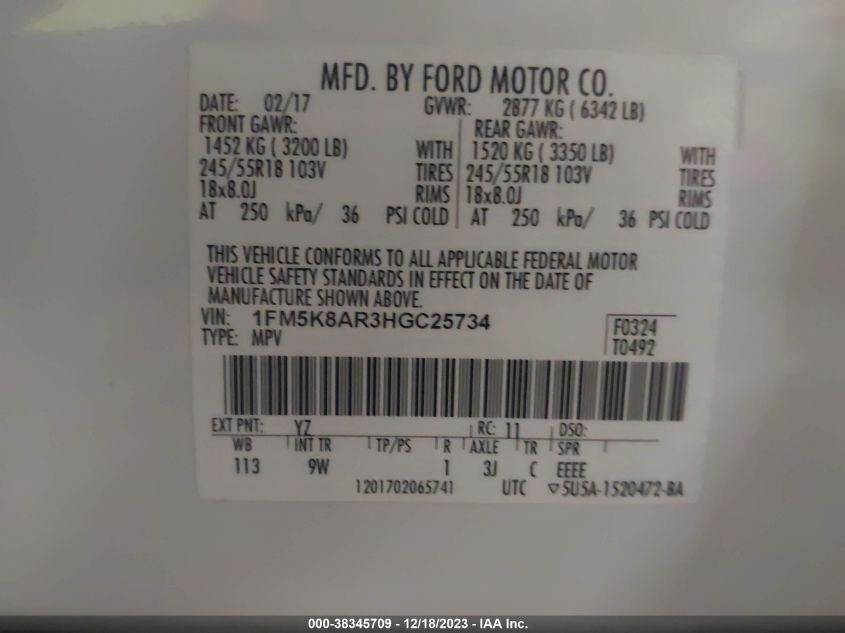 MFD. BY FORD MOTOR CO.
DATE: 02/17 GVWR: 2877 KG ( 6342 LB)
FRONT GAWR: REAR GAWR:
1452 KG ( 3200 LB) WITH 1520 KG ( 3350 LB) WITH
245/55R18 103V TIRES 245/55R18 103V TIRES
18x8.0J RIMS 18x8.0J RIMS
AT 250 kPa/ 36 PSI COLD AT 250 kPa/ 36 PSI COLD
THIS VEHICLE CONFORMS TO ALL APPLICABLE FEDERAL MOTOR
VEHICLE SAFETY STANDARDS IN EFFECT ON THE DATE OF
MANUFACTURE SHOWN ABOVE.
VIN: 1FM5K8AR3HGC25734 F0324
TYPE: MPV T0492
EXT PNT: YZ RC: 11 DSO:
WB INT TR TP/PS R AXLE TR SPR
113 9W 1 3J C EEEE
1201702065741 UTC ▽5U5A-1520472-BA
000-38345709 - 12/18/2023 - IAA Inc.